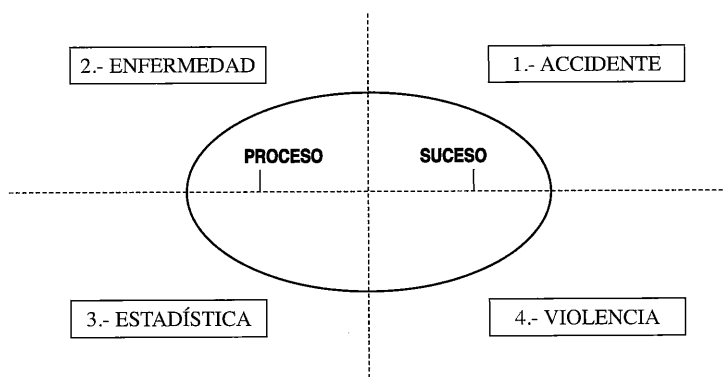 2.- ENFERMEDAD
1.- ACCIDENTE
PROCESO
SUCESO
3.- ESTADÍSTICA
4.- VIOLENCIA